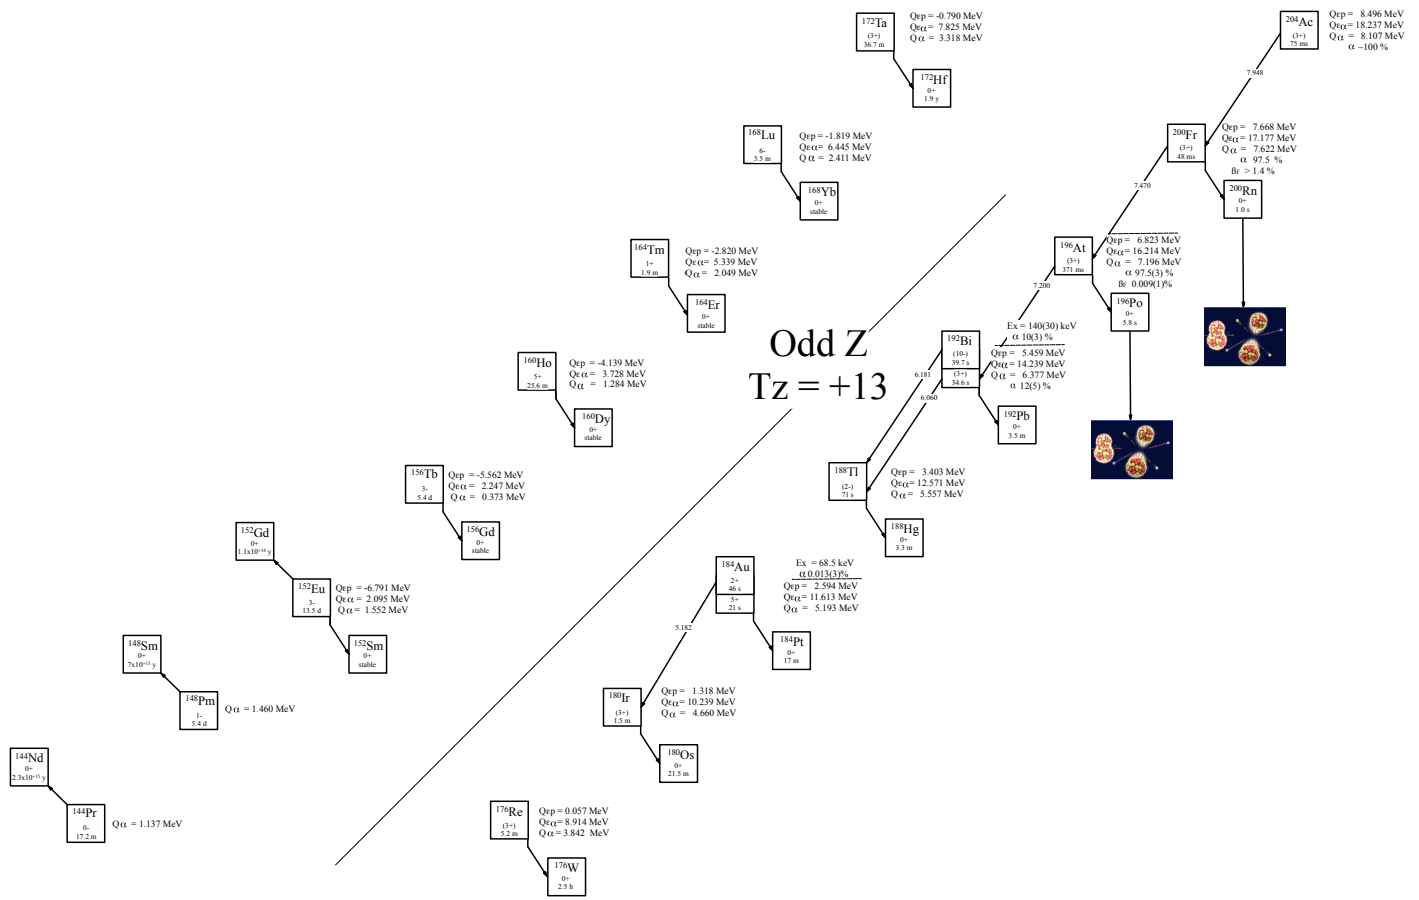 172Ta
(3+)
36.7 m
Qεp = -0.790 MeV
Qεα= 7.825 MeV
Qα = 3.318 MeV
172Hf
0+
1.9 y
204Ac
(3+)
75 ms
Qεp = 8.496 MeV
Qεα= 18.237 MeV
Qα = 8.107 MeV
α ~100 %
7.948
168Lu
6-
5.5 m
Qεp = -1.819 MeV
Qεα= 6.445 MeV
Qα = 2.411 MeV
168Yb
0+
stable
200Fr
(3+)
48 ms
Qεp = 7.668 MeV
Qεα= 17.177 MeV
Qα = 7.622 MeV
α 97.5 %
βF > 1.4 %
200Rn
0+
1.0 s
7.470
164Tm
1+
1.9 m
Qεp = -2.820 MeV
Qεα= 5.339 MeV
Qα = 2.049 MeV
164Er
0+
stable
196At
(3+)
371 ms
Qεp = 6.823 MeV
Qεα= 16.214 MeV
Qα = 7.196 MeV
α 97.5(3) %
βF 0.009(1)%
196Po
0+
5.8 s
7.200
Odd Z
Tz = +13
160Ho
5+
25.6 m
Qεp = -4.139 MeV
Qεα= 3.728 MeV
Qα = 1.284 MeV
160Dy
0+
stable
192Bi
(10-)
39.7 s
(3+)
34.6 s
Ex = 140(30) keV
α 10(3) %
Qεp = 5.459 MeV
Qεα= 14.239 MeV
Qα = 6.377 MeV
α 12(5) %
192Pb
0+
3.5 m
6.181
6.060
156Tb
3-
5.4 d
Qεp = -5.562 MeV
Qεα= 2.247 MeV
Qα = 0.373 MeV
156Gd
0+
stable
188Tl
(2-)
71 s
Qεp = 3.403 MeV
Qεα= 12.571 MeV
Qα = 5.557 MeV
188Hg
0+
3.3 m
152Gd
0+
1.1x10⁻¹⁴ y
152Eu
3-
13.5 d
Qεp = -6.791 MeV
Qεα= 2.095 MeV
Qα = 1.552 MeV
152Sm
0+
stable
184Au
2+
46 s
5+
21 s
Ex = 68.5 keV
α 0.013(3)%
Qεp = 2.594 MeV
Qεα= 11.613 MeV
Qα = 5.193 MeV
184Pt
0+
17 m
5.182
148Sm
0+
7x10⁻¹⁵ y
148Pm
1-
5.4 d
Qα = 1.460 MeV
180Ir
(3+)
1.5 m
Qεp = 1.318 MeV
Qεα= 10.239 MeV
Qα = 4.660 MeV
180Os
0+
21.5 m
144Nd
0+
2.3x10⁻¹⁵ y
144Pr
0-
17.2 m
Qα = 1.137 MeV
176Re
(3+)
5.2 m
Qεp = 0.057 MeV
Qεα= 8.914 MeV
Qα = 3.842 MeV
176W
0+
2.5 h